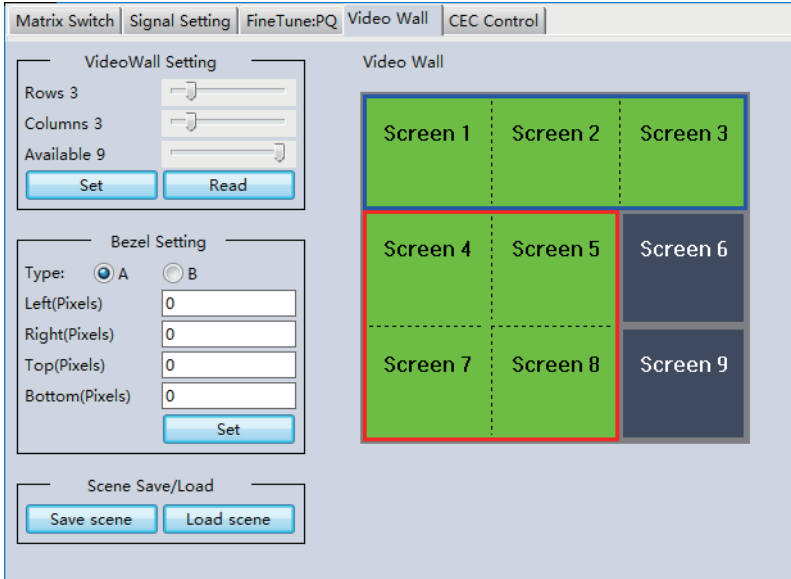 Matrix Switch Signal Setting FineTune:PQ Video Wall CEC Control
VideoWall Setting
Rows 3
Columns 3
Available 9
Set Read
Bezel Setting
Type: A B
Left(Pixels) 0
Right(Pixels) 0
Top(Pixels) 0
Bottom(Pixels) 0
Set
Scene Save/Load
Save scene Load scene
Video Wall
Screen 1 Screen 2 Screen 3
Screen 4 Screen 5 Screen 6
Screen 7 Screen 8 Screen 9